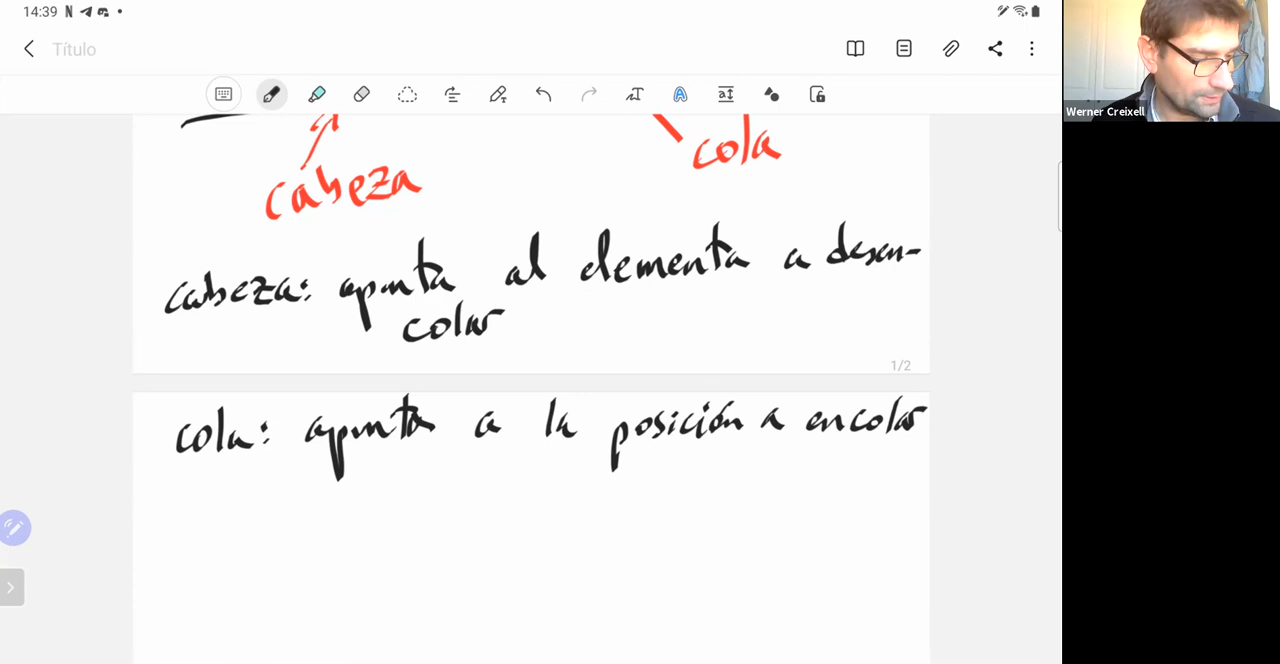 14:39
Título
Werner Creixell
cola
cabeza
cabeza: apunta al elementa a desen-
colar
1/2
cola: apunta a la posición a encolar